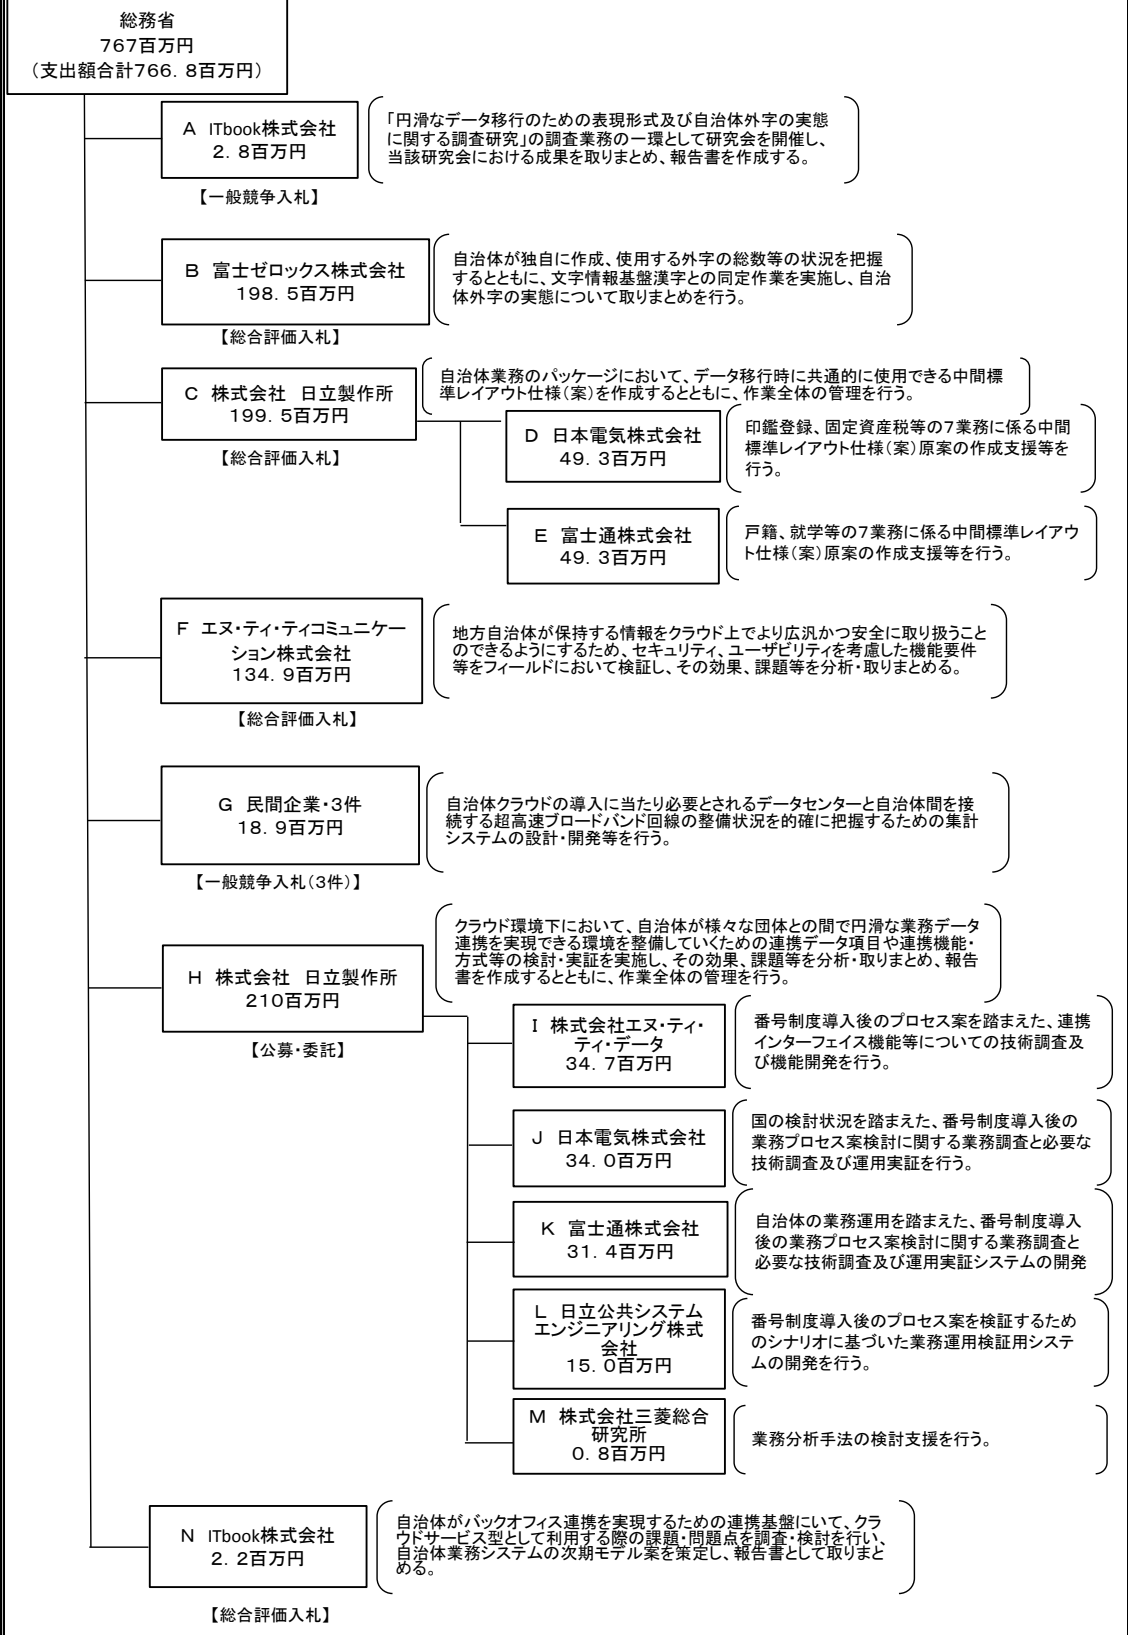 総務省
767百万円
（支出額合計766．8百万円）
A ITbook株式会社
2．8百万円
「円滑なデータ移行のための表現形式及び自治体外字の実態
に関する調査研究」の調査業務の一環として研究会を開催し、
当該研究会における成果を取りまとめ、報告書を作成する。
【一般競争入札】
B 富士ゼロックス株式会社
198．5百万円
自治体が独自に作成、使用する外字の総数等の状況を把握
するとともに、文字情報基盤漢字との同定作業を実施し、自治
体外字の実態について取りまとめを行う。
【総合評価入札】
C 株式会社 日立製作所
199．5百万円
自治体業務のパッケージにおいて、データ移行時に共通的に使用できる中間標
準レイアウト仕様（案）を作成するとともに、作業全体の管理を行う。
【総合評価入札】
D 日本電気株式会社
49．3百万円
印鑑登録、固定資産税等の7業務に係る中間
標準レイアウト仕様（案）原案の作成支援等を
行う。
E 富士通株式会社
49．3百万円
戸籍、就学等の7業務に係る中間標準レイアウ
ト仕様（案）原案の作成支援等を行う。
F エヌ・ティ・ティコミュニケー
ション株式会社
134．9百万円
地方自治体が保持する情報をクラウド上でより広汎かつ安全に取り扱うこと
のできるようにするため、セキュリティ、ユーザビリティを考慮した機能要件
等をフィールドにおいて検証し、その効果、課題等を分析・取りまとめる。
【総合評価入札】
G 民間企業・3件
18．9百万円
自治体クラウドの導入に当たり必要とされるデータセンターと自治体間を接
続する超高速ブロードバンド回線の整備状況を的確に把握するための集計
システムの設計・開発等を行う。
【一般競争入札（3件）】
H 株式会社 日立製作所
210百万円
クラウド環境下において、自治体が様々な団体との間で円滑な業務データ
連携を実現できる環境を整備していくための連携データ項目や連携機能・
方式等の検討・実証を実施し、その効果、課題等を分析・取りまとめ、報告
書を作成するとともに、作業全体の管理を行う。
【公募・委託】
I 株式会社エヌ・ティ・
ティ・データ
34．7百万円
番号制度導入後のプロセス案を踏まえた、連携
インターフェイス機能等についての技術調査及
び機能開発を行う。
J 日本電気株式会社
34．0百万円
国の検討状況を踏まえた、番号制度導入後の
業務プロセス案検討に関する業務調査と必要な
技術調査及び運用実証を行う。
K 富士通株式会社
31．4百万円
自治体の業務運用を踏まえた、番号制度導入
後の業務プロセス案検討に関する業務調査と
必要な技術調査及び運用実証システムの開発
L 日立公共システム
エンジニアリング株式
会社
15．0百万円
番号制度導入後のプロセス案を検証するため
のシナリオに基づいた業務運用検証用システ
ムの開発を行う。
M 株式会社三菱総合
研究所
0．8百万円
業務分析手法の検討支援を行う。
N ITbook株式会社
2．2百万円
自治体がバックオフィス連携を実現するための連携基盤にいて、クラ
ウドサービス型として利用する際の課題・問題点を調査・検討を行い、
自治体業務システムの次期モデル案を策定し、報告書として取りまと
める。
【総合評価入札】